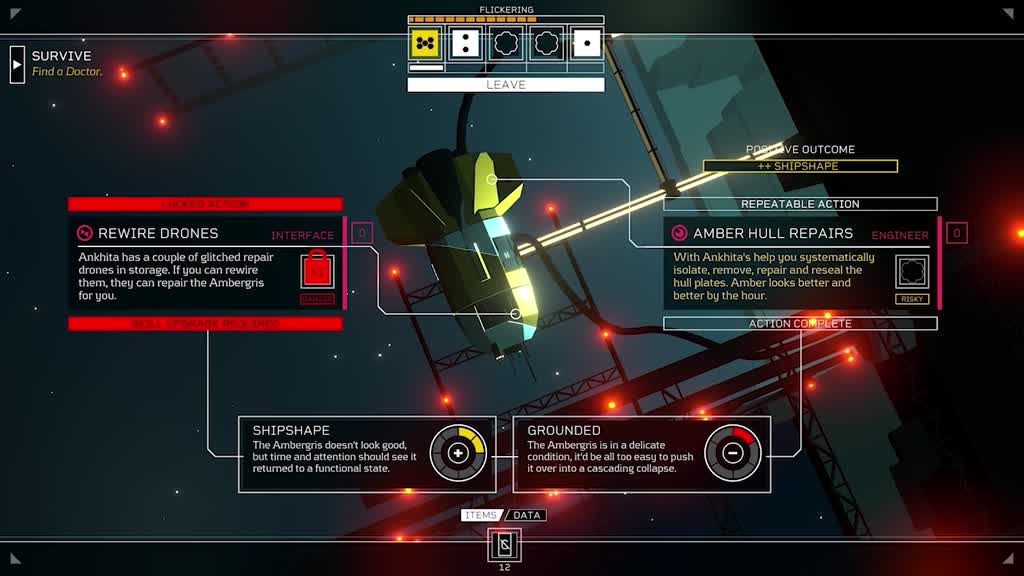 FLICKERING
LEAVE
SURVIVE
Find a Doctor.
POSITIVE OUTCOME
++ SHIPSHAPE
LOCKED ACTION
REWIRE DRONES
INTERFACE
0
Ankhita has a couple of glitched repair
drones in storage. If you can rewire
them, they can repair the Ambergris
for you.
+1
DANGER
SKILL UPGRADE REQUIRED
REPEATABLE ACTION
AMBER HULL REPAIRS
ENGINEER
0
With Ankhita's help you systematically
isolate, remove, repair and reseal the
hull plates. Amber looks better and
better by the hour.
RISKY
ACTION COMPLETE
SHIPSHAPE
The Ambergris doesn't look good,
but time and attention should see it
returned to a functional state.
GROUNDED
The Ambergris is in a delicate
condition, it'd be all too easy to push
it over into a cascading collapse.
ITEMS / DATA
12